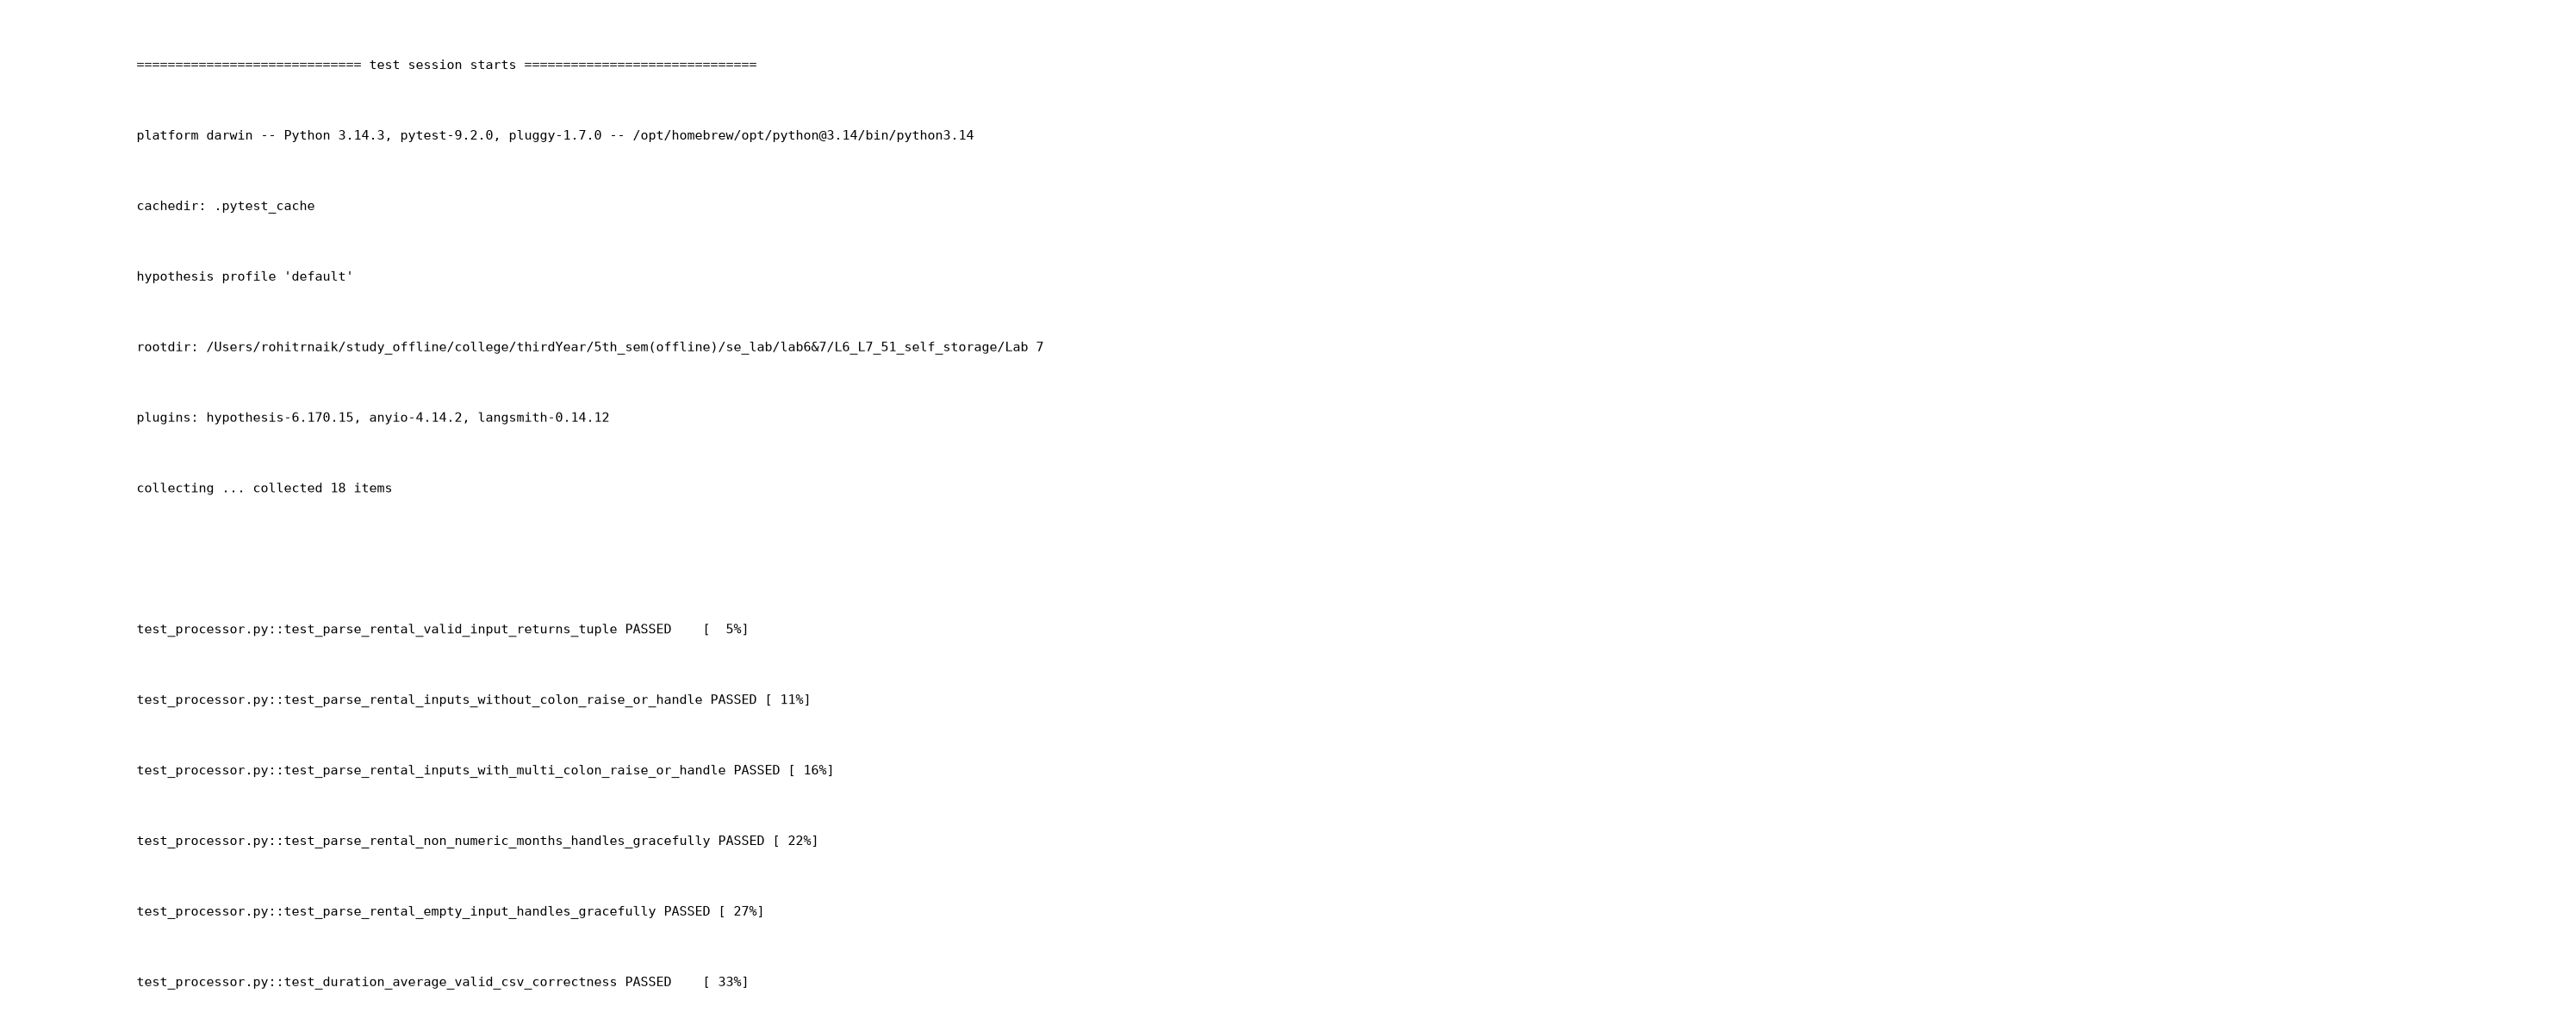 ============================= test session starts ==============================
platform darwin -- Python 3.14.3, pytest-9.2.0, pluggy-1.7.0 -- /opt/homebrew/opt/python@3.14/bin/python3.14
cachedir: .pytest_cache
hypothesis profile 'default'
rootdir: /Users/rohitrnaik/study_offline/college/thirdYear/5th_sem(offline)/se_lab/lab6&7/L6_L7_51_self_storage/Lab 7
plugins: hypothesis-6.170.15, anyio-4.14.2, langsmith-0.14.12
collecting ... collected 18 items
test_processor.py::test_parse_rental_valid_input_returns_tuple PASSED    [  5%]
test_processor.py::test_parse_rental_inputs_without_colon_raise_or_handle PASSED [ 11%]
test_processor.py::test_parse_rental_inputs_with_multi_colon_raise_or_handle PASSED [ 16%]
test_processor.py::test_parse_rental_non_numeric_months_handles_gracefully PASSED [ 22%]
test_processor.py::test_parse_rental_empty_input_handles_gracefully PASSED [ 27%]
test_processor.py::test_duration_average_valid_csv_correctness PASSED    [ 33%]